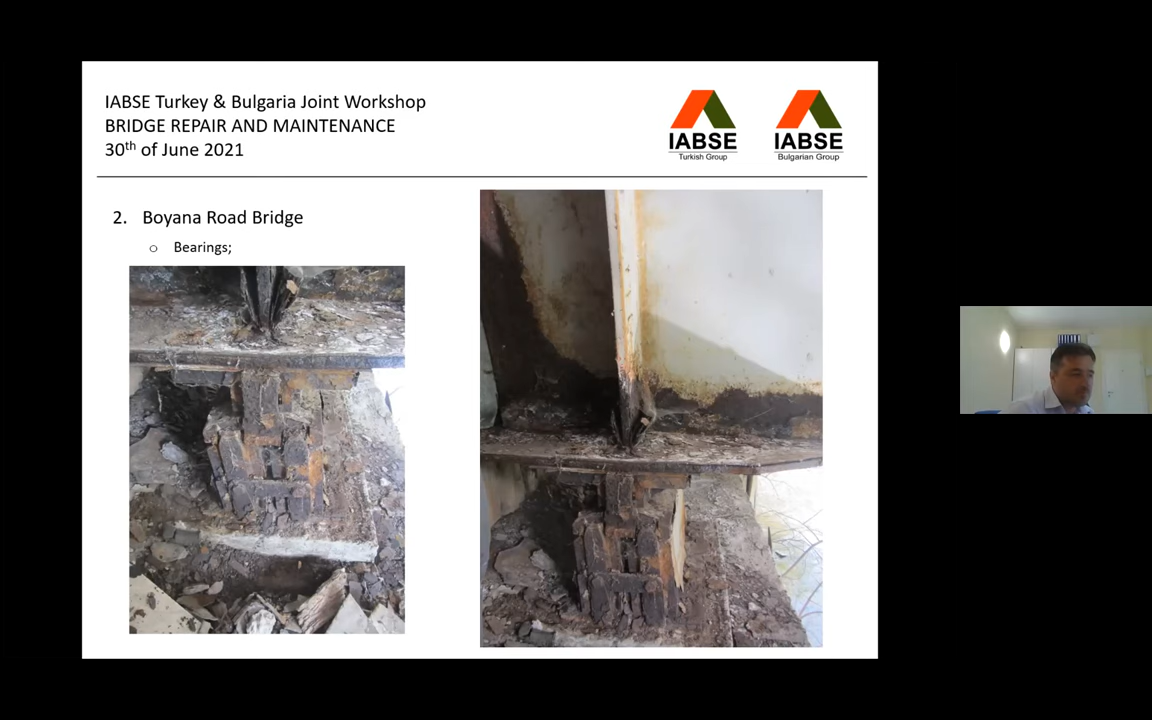 IABSE Turkey & Bulgaria Joint Workshop
BRIDGE REPAIR AND MAINTENANCE
30th of June 2021
IABSE
Turkish Group
IABSE
Bulgarian Group
2. Boyana Road Bridge
○ Bearings;